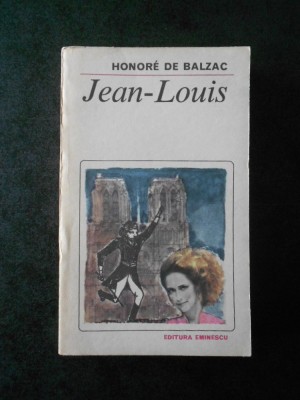 HONORÉ DE BALZAC
Jean-Louis
EDITURA EMINESCU